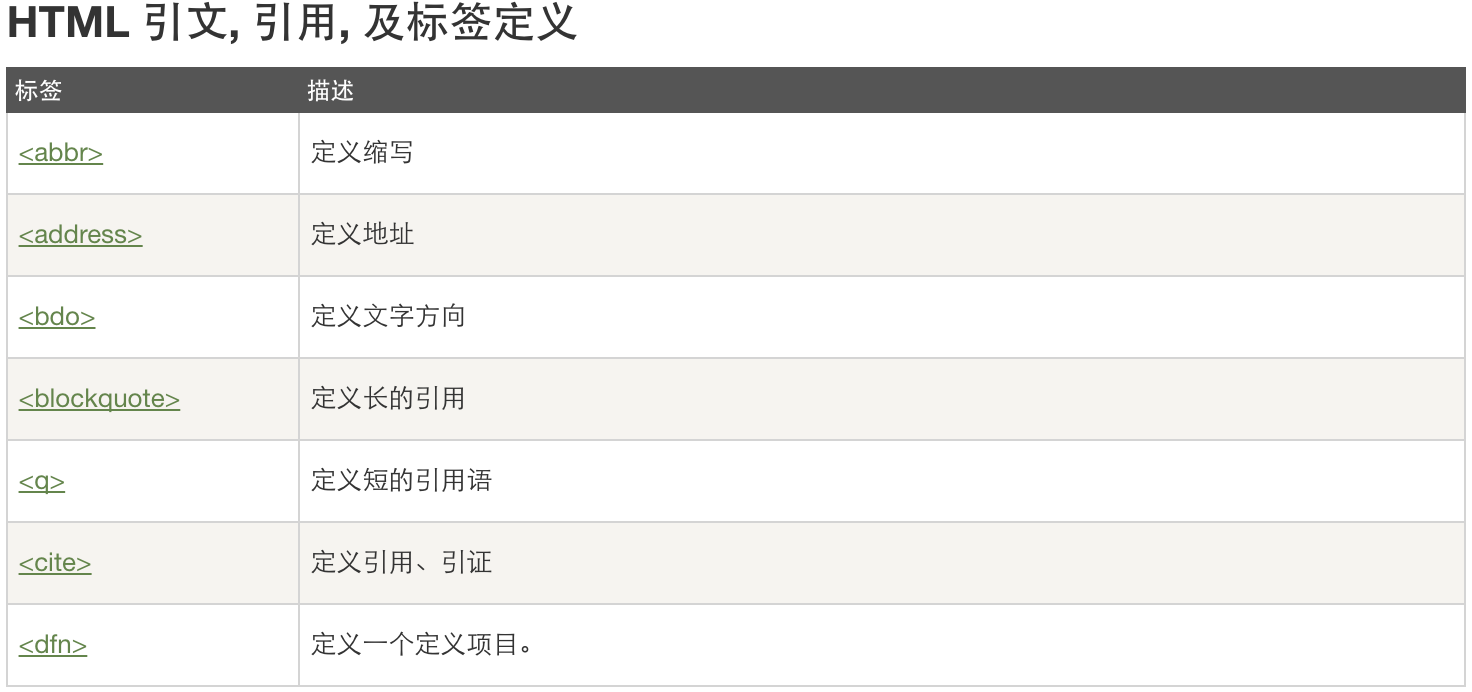 HTML 引文, 引用, 及标签定义
标签 描述
<abbr> 定义缩写
<address> 定义地址
<bdo> 定义文字方向
<blockquote> 定义长的引用
<q> 定义短的引用语
<cite> 定义引用、引证
<dfn> 定义一个定义项目。